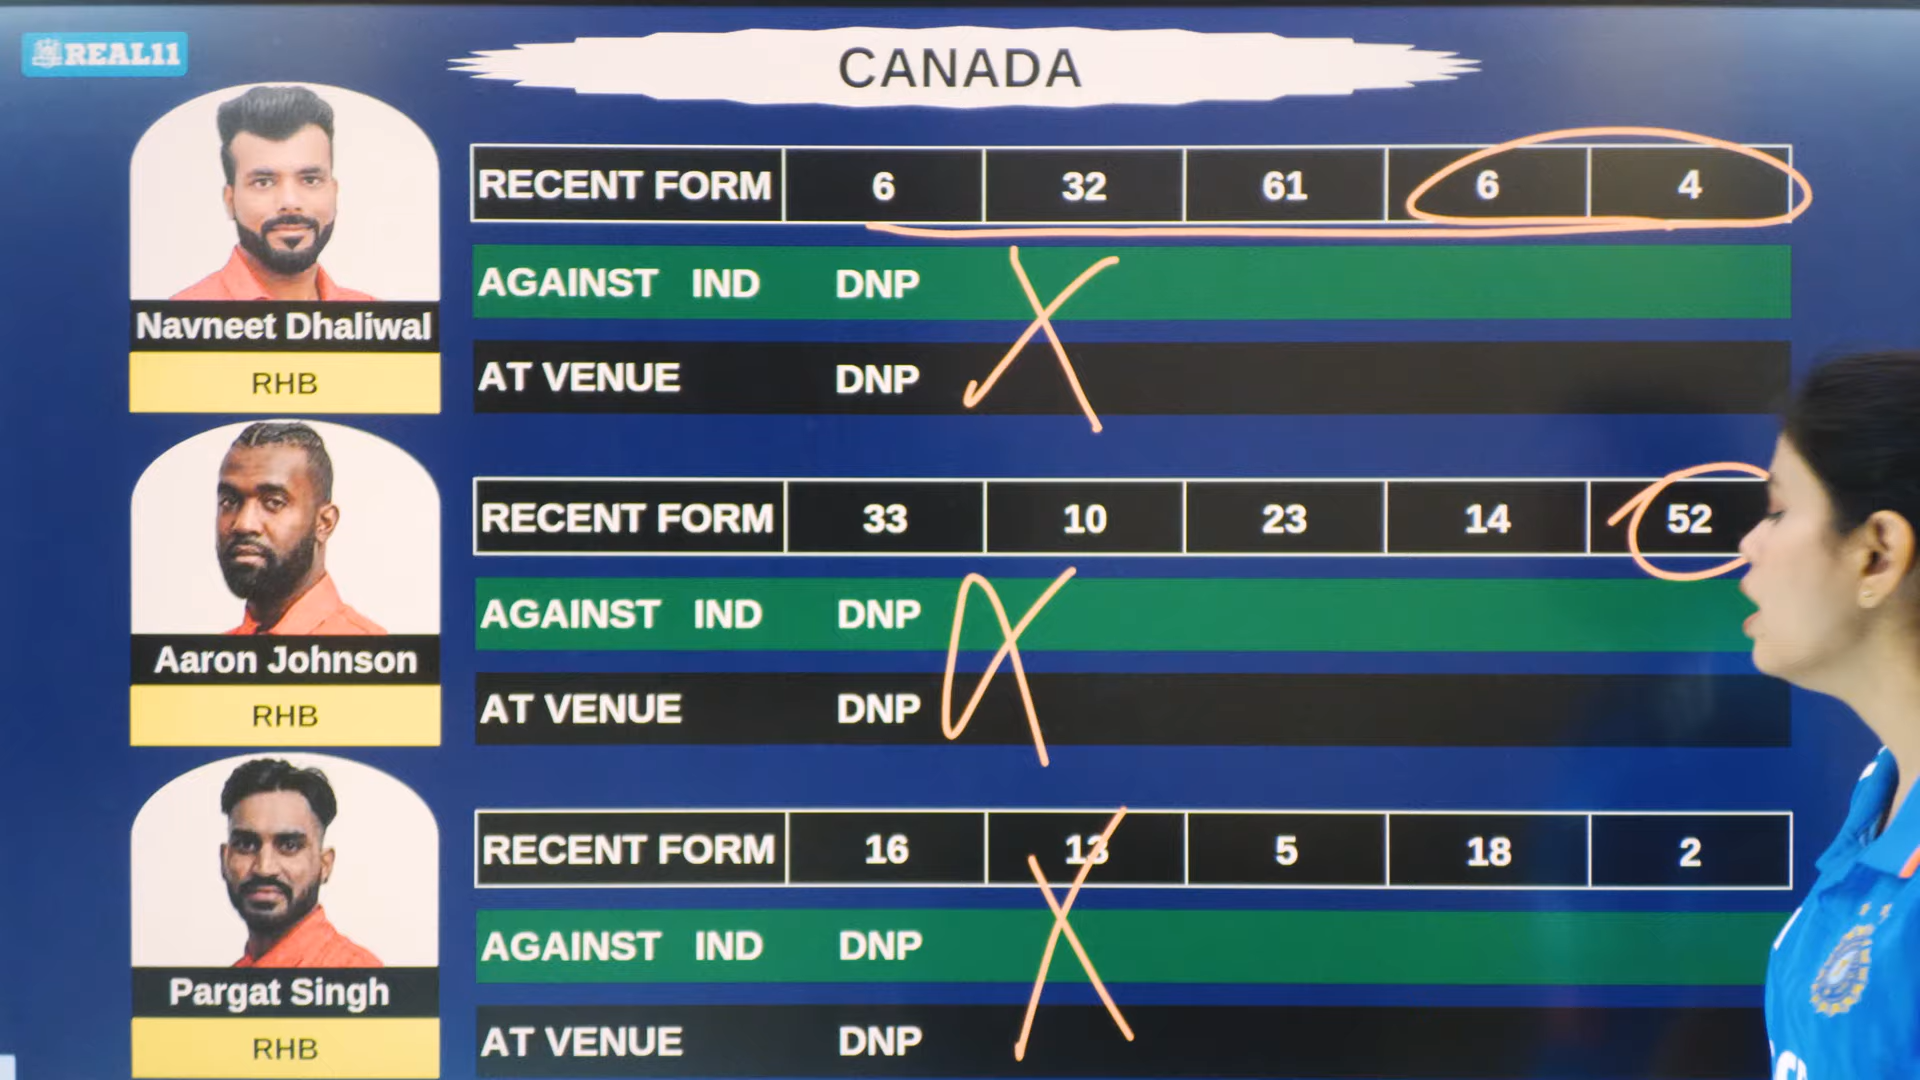 REAL11
CANADA
RECENT FORM 6 32 61 6 4
AGAINST IND DNP
AT VENUE DNP
Navneet Dhaliwal
RHB
RECENT FORM 33 10 23 14 52
AGAINST IND DNP
AT VENUE DNP
Aaron Johnson
RHB
RECENT FORM 16 13 5 18 2
AGAINST IND DNP
AT VENUE DNP
Pargat Singh
RHB